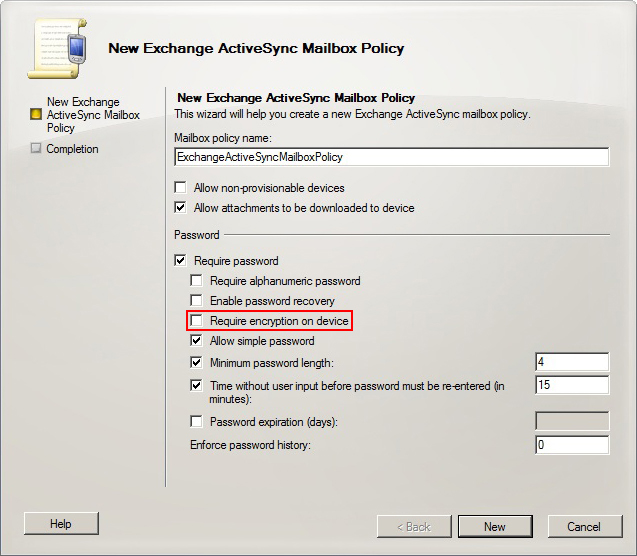 New Exchange ActiveSync Mailbox Policy
New Exchange
ActiveSync Mailbox
Policy
Completion
New Exchange ActiveSync Mailbox Policy
This wizard will help you create a new Exchange ActiveSync mailbox policy.
Mailbox policy name:
ExchangeActiveSyncMailboxPolicy
Allow non-provisionable devices
Allow attachments to be downloaded to device
Password
Require password
Require alphanumeric password
Enable password recovery
Require encryption on device
Allow simple password
Minimum password length: 4
Time without user input before password must be re-entered (in 15
minutes):
Password expiration (days):
Enforce password history: 0
Help < Back New Cancel